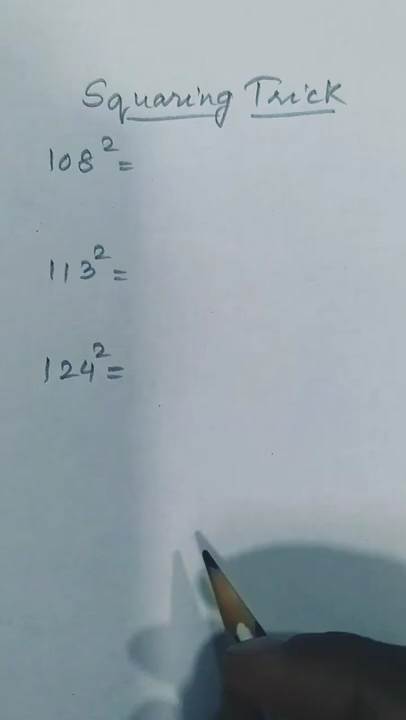 Squaring Trick
108² =
113² =
124² =